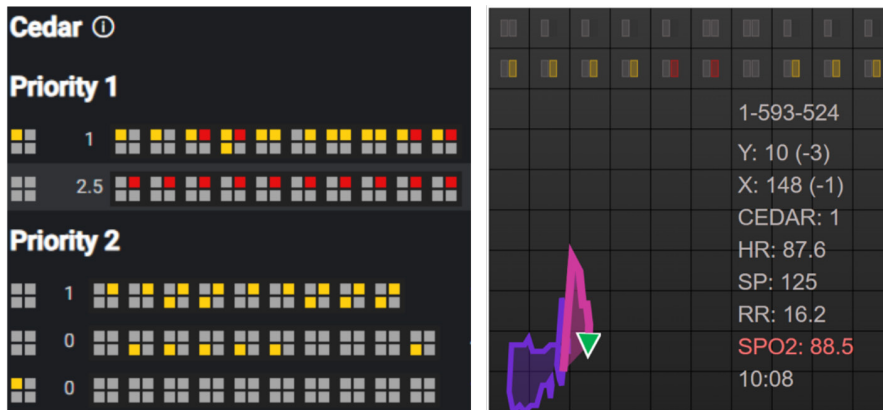 Cedar ⓘ
Priority 1
1
2.5
Priority 2
1
0
0
1-593-524
Y: 10 (-3)
X: 148 (-1)
CEDAR: 1
HR: 87.6
SP: 125
RR: 16.2
SPO2: 88.5
10:08